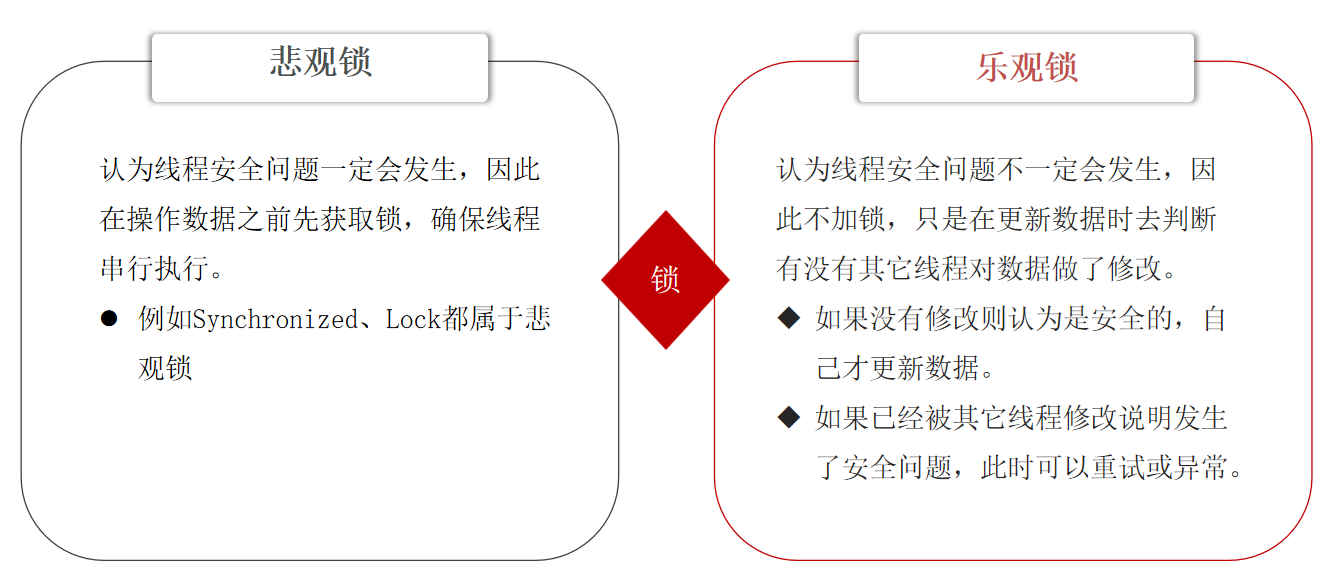 悲观锁
认为线程安全问题一定会发生，因此
在操作数据之前先获取锁，确保线程
串行执行。
例如Synchronized、Lock都属于悲
观锁
锁
乐观锁
认为线程安全问题不一定会发生，因
此不加锁，只是在更新数据时去判断
有没有其它线程对数据做了修改。
如果没有修改则认为是安全的，自
己才更新数据。
如果已经被其它线程修改说明发生
了安全问题，此时可以重试或异常。